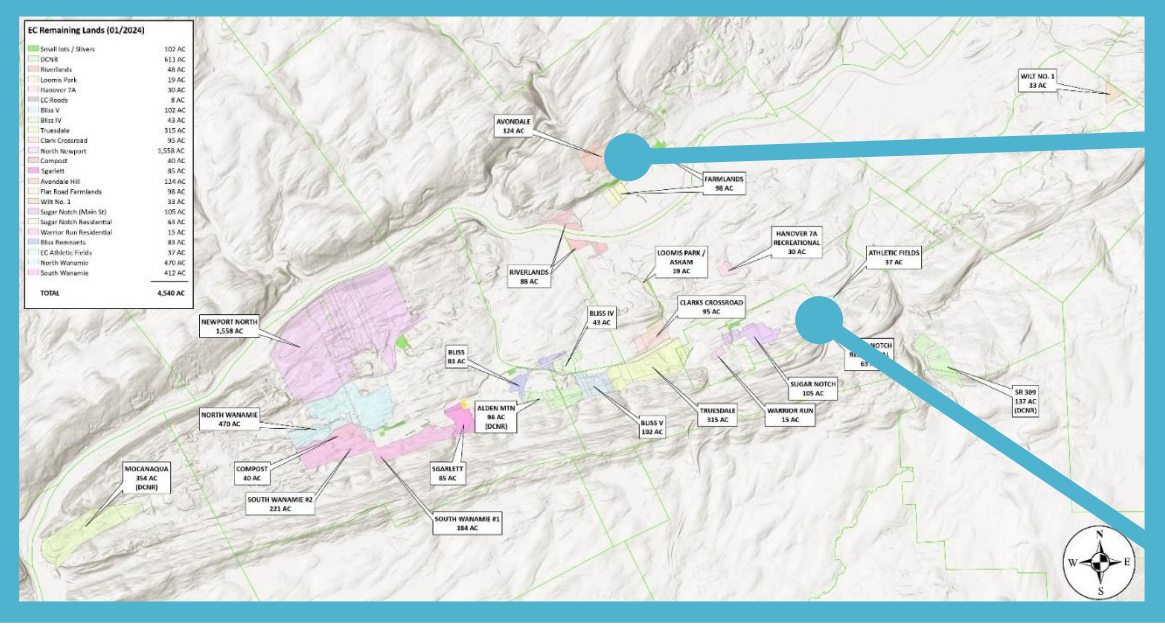 EC Remaining Lands (01/2024)
Small lots / Slivers 102 AC
DCNR 611 AC
Riverlands 48 AC
Loomis Park 19 AC
Hanover 7A 30 AC
EC Roads 8 AC
Bliss V 102 AC
Bliss IV 43 AC
Truesdale 315 AC
Clark Crossroad 95 AC
North Newport 1,558 AC
Compost 40 AC
Sgarlett 85 AC
Avondale Hill 124 AC
Flat Road Farmlands 98 AC
Wilt No. 1 33 AC
Sugar Notch (Main St) 105 AC
Sugar Notch Residential 63 AC
Warrior Run Residential 15 AC
Bliss Remnants 83 AC
EC Athletic Fields 37 AC
North Wanamie 470 AC
South Wanamie 412 AC
TOTAL 4,540 AC
WILT NO. 1
33 AC
AVONDALE
124 AC
FARMLANDS
98 AC
HANOVER 7A
RECREATIONAL
30 AC
ATHLETIC FIELDS
37 AC
LOOMIS PARK /
ASKAM
19 AC
RIVERLANDS
88 AC
CLARKS CROSSROAD
95 AC
BLISS IV
43 AC
NEWPORT NORTH
1,558 AC
BLISS
83 AC
NOTCH
SUGAR NOTCH
105 AC
SR 309
137 AC
(DCNR)
NORTH WANAMIE
470 AC
ALDEN MTN
98 AC
(DCNR)
BLISS V
102 AC
TRUESDALE
315 AC
WARRIOR RUN
15 AC
MOCANAQUA
354 AC
(DCNR)
COMPOST
40 AC
SGARLETT
85 AC
SOUTH WANAMIE #2
221 AC
SOUTH WANAMIE #1
184 AC
N
W E
S